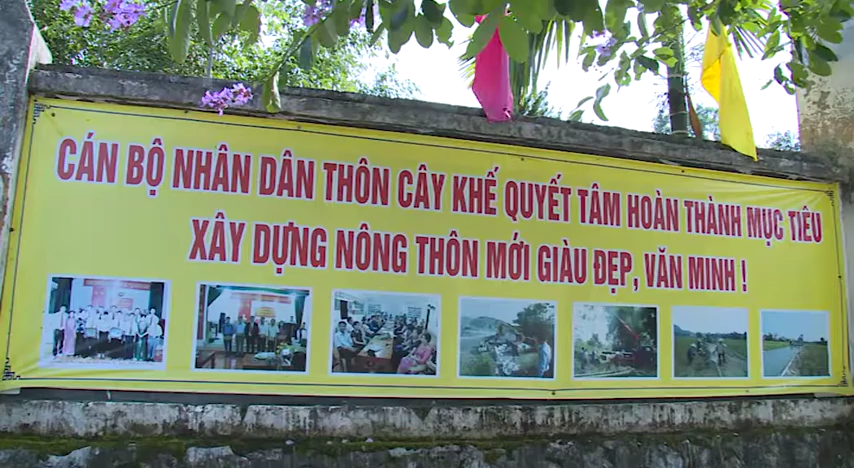 CÁN BỘ NHÂN DÂN THÔN CÂY KHẾ QUYẾT TÂM HOÀN THÀNH MỤC TIÊU
XÂY DỰNG NÔNG THÔN MỚI GIÀU ĐẸP, VĂN MINH !